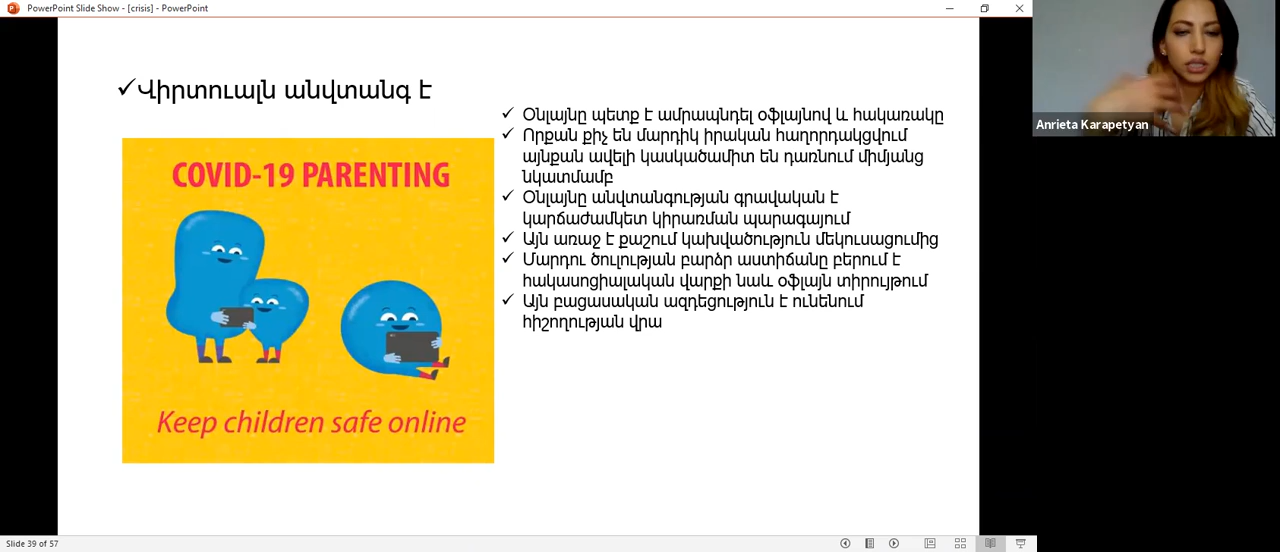 PowerPoint Slide Show - [crisis] - PowerPoint
Anrieta Karapetyan
✓Վիրտուալն անվտանգ է
COVID-19 PARENTING
Keep children safe online
✓ Օնլայնը պետք է ամրապնդել օֆլայնով և հակառակը
✓ Որքան քիչ են մարդիկ իրական հաղորդակցվում
այնքան ավելի կասկածամիտ են դառնում միմյանց
նկատմամբ
✓ Օնլայնը անվտանգության գրավական է
կարճաժամկետ կիրառման պարագայում
✓ Այն առաջ է քաշում կախվածություն մեկուսացումից
✓ Մարդու ծուլության բարձր աստիճանը բերում է
հակասոցիալական վարքի նաև օֆլայն տիրույթում
✓ Այն բացասական ազդեցություն է ունենում
հիշողության վրա
Slide 39 of 57